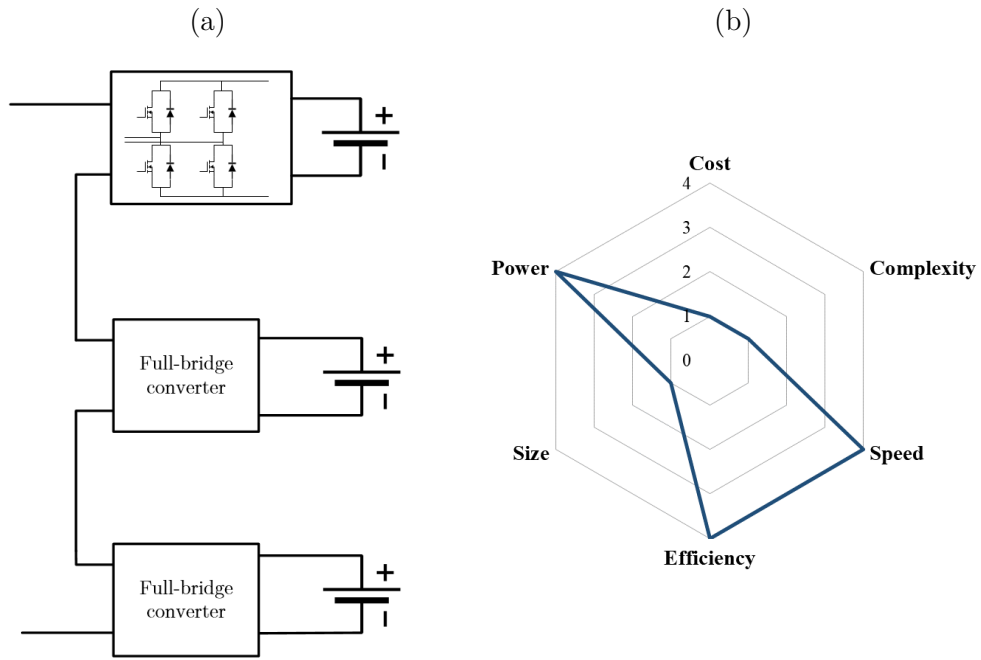 (a)
+
−
Full-bridge
converter
+
−
Full-bridge
converter
+
−
(b)
Cost
4
3
2
1
0
Complexity
Power
Size
Speed
Efficiency